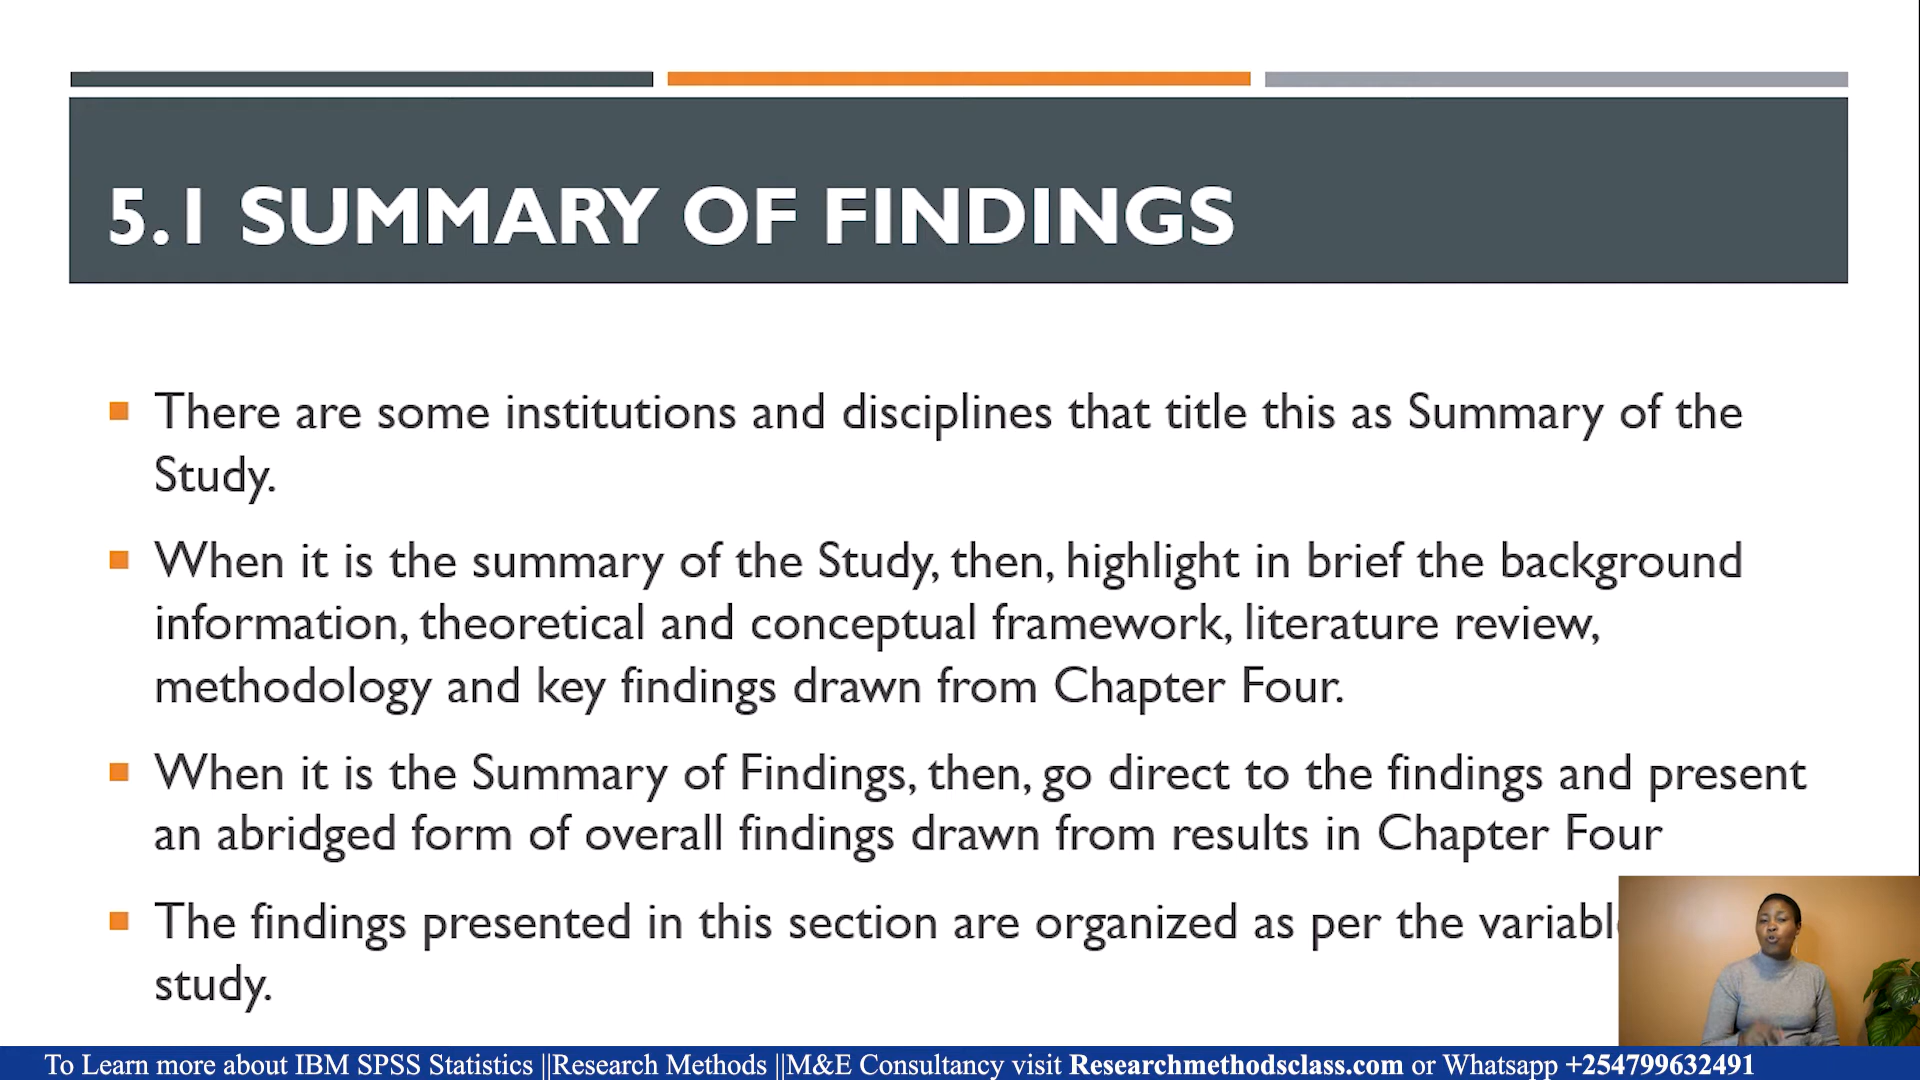 5.1 SUMMARY OF FINDINGS
There are some institutions and disciplines that title this as Summary of the
Study.
When it is the summary of the Study, then, highlight in brief the background
information, theoretical and conceptual framework, literature review,
methodology and key findings drawn from Chapter Four.
When it is the Summary of Findings, then, go direct to the findings and present
an abridged form of overall findings drawn from results in Chapter Four
The findings presented in this section are organized as per the
study.
To Learn more about IBM SPSS Statistics ||Research Methods ||M&E Consultancy visit Researchmethodsclass.com or Whatsapp +254799632491